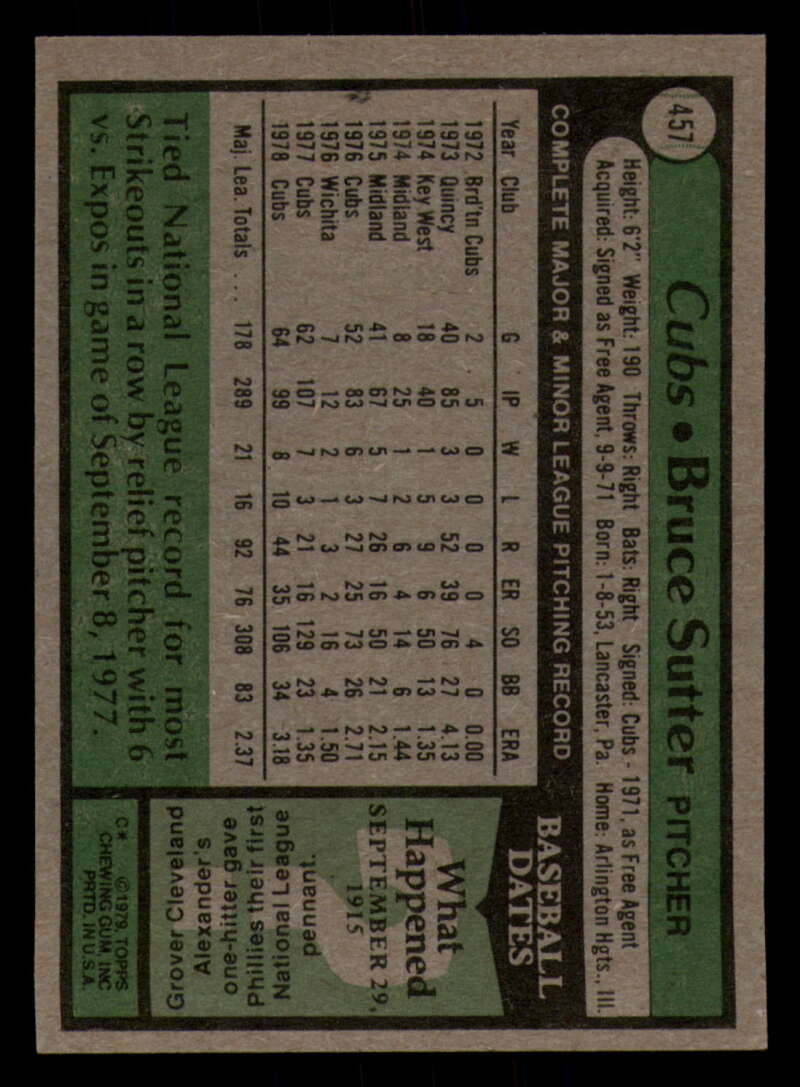 457
Cubs • Bruce Sutter PITCHER
Height: 6'2" Weight: 190 Throws: Right Bats: Right Signed: Cubs - 1971, as Free Agent
Acquired: Signed as Free Agent, 9-9-71 Born: 1-8-53, Lancaster, Pa. Home: Arlington Hgts., Ill.
COMPLETE MAJOR & MINOR LEAGUE PITCHING RECORD
Year Club G IP W L R ER SO BB ERA
1972 Brd'tn Cubs 2 5 0 0 0 0 4 0 0.00
1973 Quincy 40 85 3 3 52 39 76 27 4.13
1974 Key West 18 40 1 5 9 6 50 13 1.35
1974 Midland 8 25 1 2 6 4 14 6 1.44
1975 Midland 41 67 5 7 26 16 50 21 2.15
1976 Cubs 52 83 6 3 27 25 73 26 2.71
1976 Wichita 7 12 2 1 3 2 16 4 1.50
1977 Cubs 62 107 7 3 21 16 129 23 1.35
1978 Cubs 64 99 8 10 44 35 106 34 3.18
Maj. Lea. Totals . . . 178 289 21 16 92 76 308 83 2.37
Tied National League record for most
Strikeouts in a row by relief pitcher with 6
vs. Expos in game of September 8, 1977.
BASEBALL
DATES
What
Happened
SEPTEMBER 29,
1915
Grover Cleveland
Alexander's
one-hitter gave
Phillies their first
National League
pennant.
C* ©1979, TOPPS
CHEWING GUM, INC
PRTD. IN U.S.A.